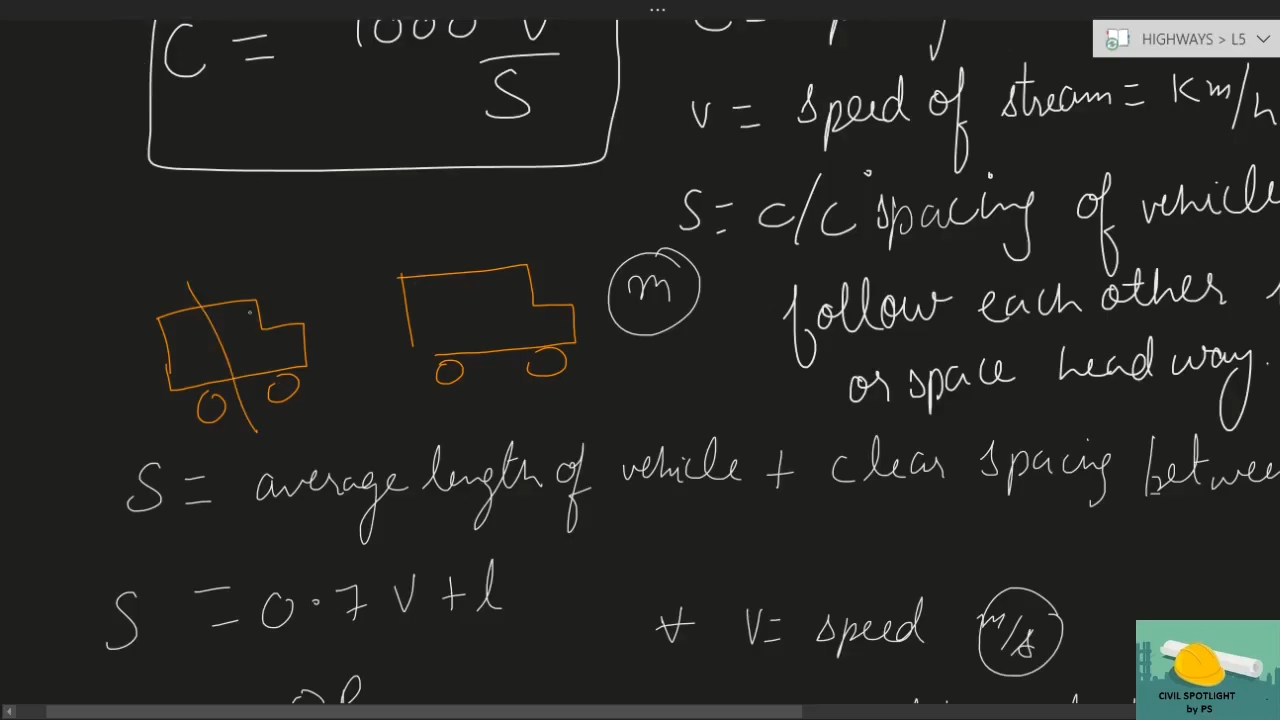 HIGHWAYS > L5
C = 1000 V
S
V = speed of stream = Km/h
S = c/c spacing of vehicle
m
follow each other
or space head way.
S = average length of vehicle + clear spacing between
S = 0.7 V + l
V = speed m/s
OR
CIVIL SPOTLIGHT
by PS